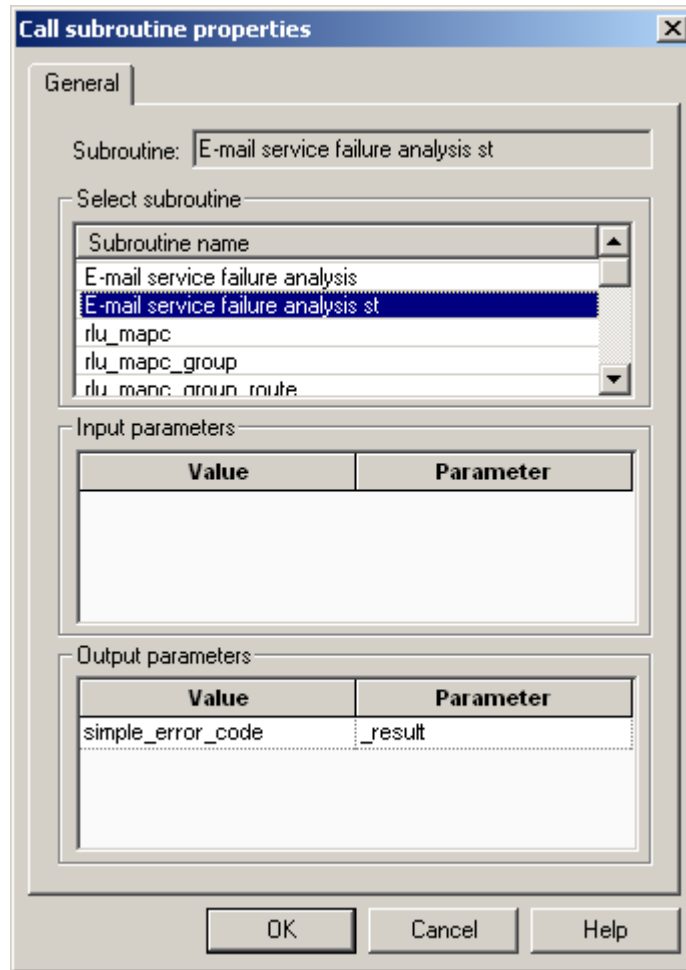 Call subroutine properties
General
Subroutine: E-mail service failure analysis st
Select subroutine
Subroutine name
E-mail service failure analysis
E-mail service failure analysis st
rlu_mapc
rlu_mapc_group
rlu_mapc_group_route
Input parameters
Value Parameter
Output parameters
Value Parameter
simple_error_code _result
OK Cancel Help